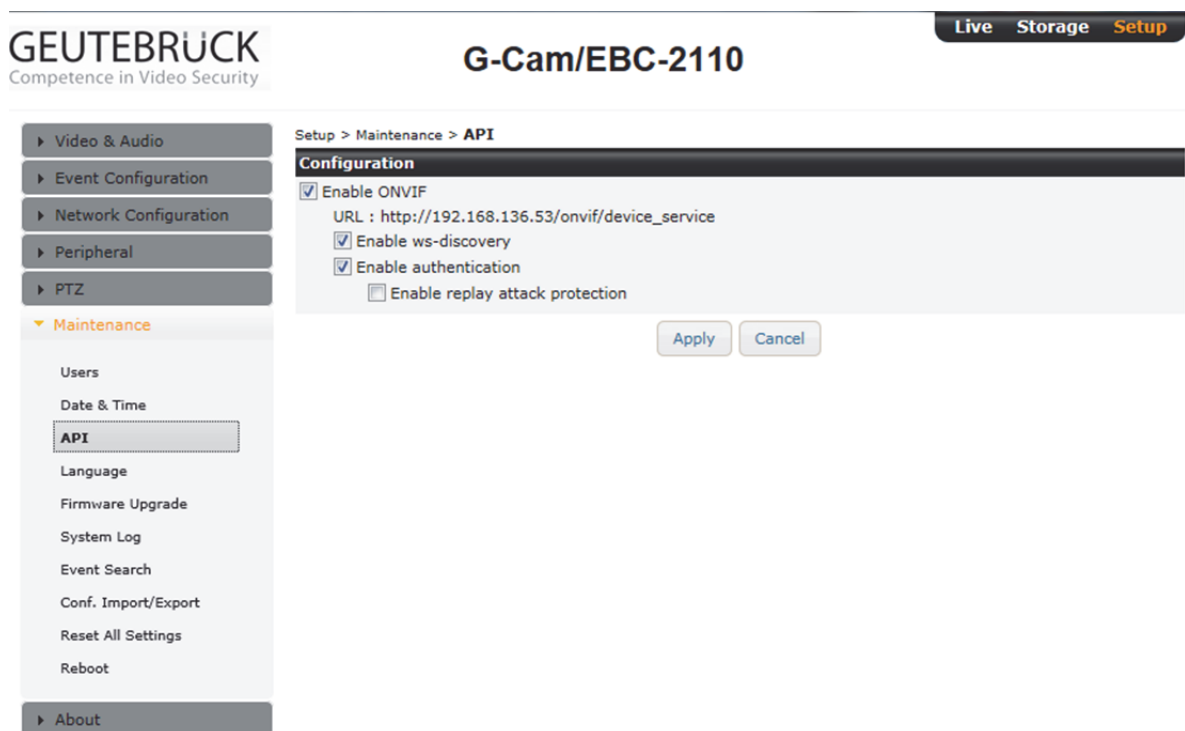 GEUTEBRÜCK
Competence in Video Security
G-Cam/EBC-2110
Live Storage Setup
Video & Audio
Event Configuration
Network Configuration
Peripheral
PTZ
Maintenance
Users
Date & Time
API
Language
Firmware Upgrade
System Log
Event Search
Conf. Import/Export
Reset All Settings
Reboot
About
Setup > Maintenance > API
Configuration
Enable ONVIF
URL : http://192.168.136.53/onvif/device_service
Enable ws-discovery
Enable authentication
Enable replay attack protection
Apply Cancel